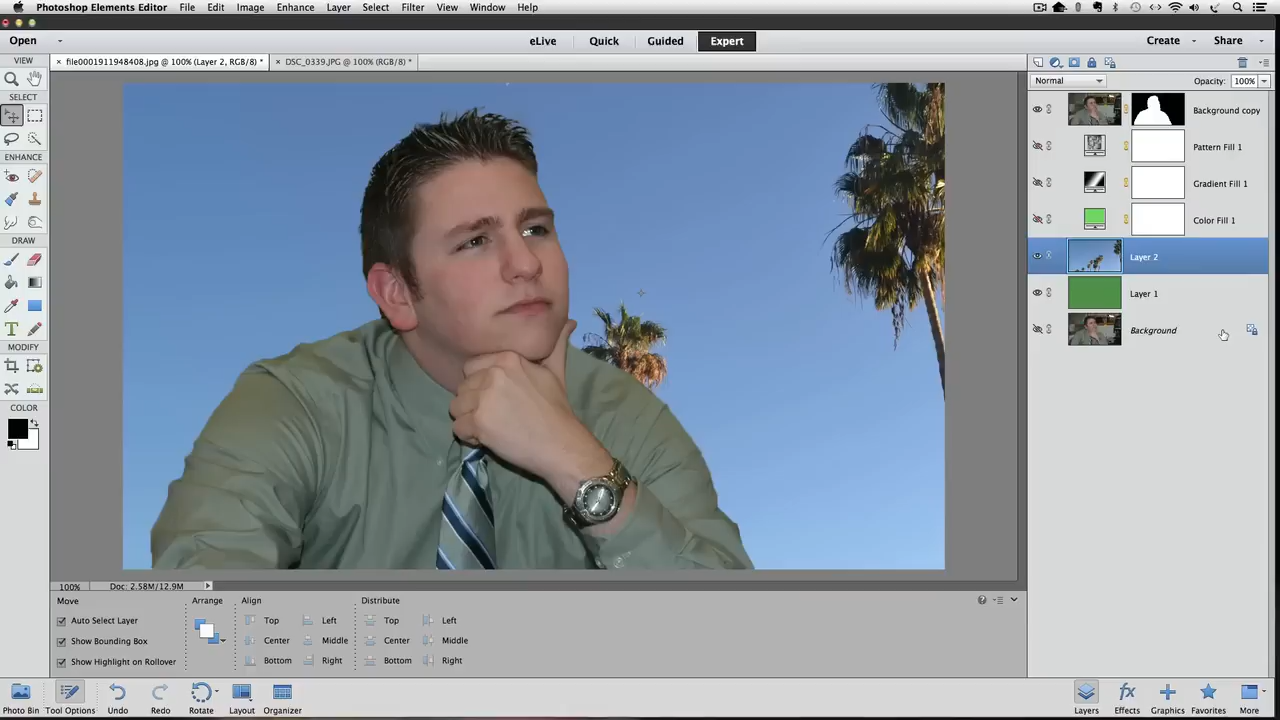 Photoshop Elements Editor File Edit Image Enhance Layer Select Filter View Window Help
Open eLive Quick Guided Expert Create Share
VIEW
× file0001911948408.jpg @ 100% (Layer 2, RGB/8) * × DSC_0339.JPG @ 100% (RGB/8) *
Normal Opacity: 100%
SELECT
Background copy
Pattern Fill 1
ENHANCE
Gradient Fill 1
Color Fill 1
DRAW
Layer 2
Layer 1
Background
MODIFY
COLOR
100% Doc: 2.58M/12.9M
Move Arrange Align Distribute
Auto Select Layer Top Left Top Left
Show Bounding Box Center Middle Center Middle
Show Highlight on Rollover Bottom Right Bottom Right
Photo Bin Tool Options Undo Redo Rotate Layout Organizer Layers Effects Graphics Favorites More